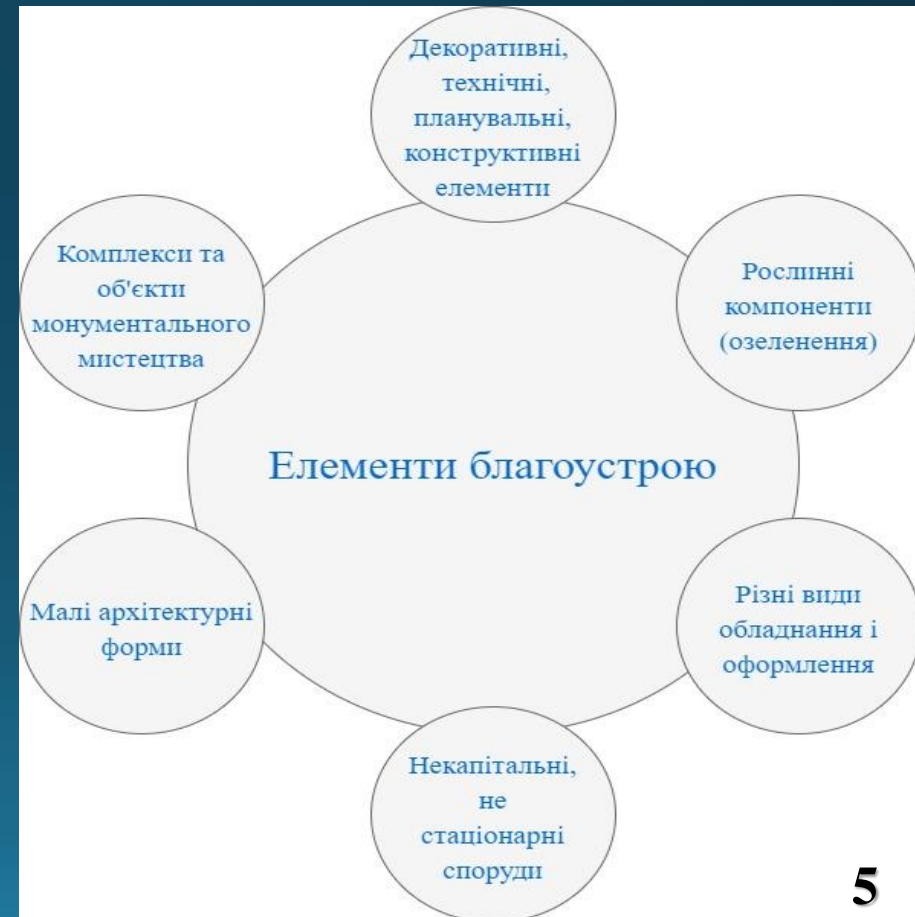 Декоративні,
технічні,
планувальні,
конструктивні
елементи
Комплекси та
об'єкти
монументального
мистецтва
Рослинні
компоненти
(озеленення)
Елементи благоустрою
Малі архітектурні
форми
Різні види
обладнання і
оформлення
Некапітальні,
не
стаціонарні
споруди
5